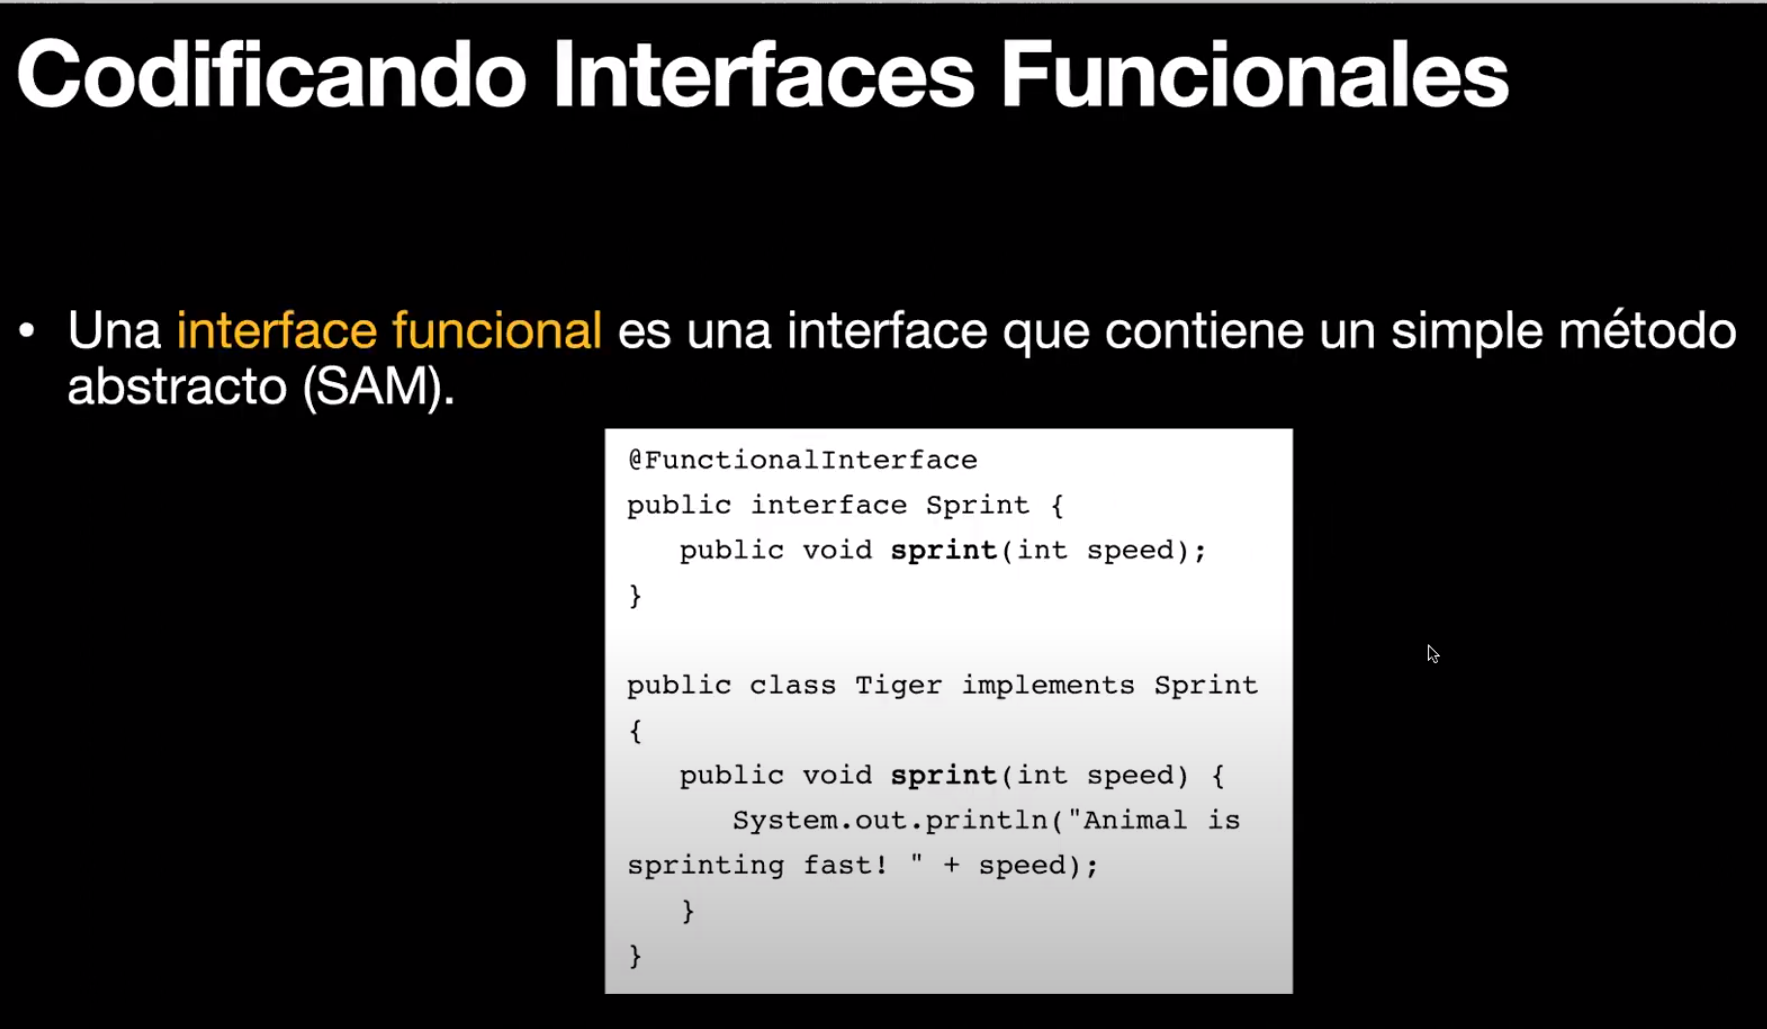 Codificando Interfaces Funcionales
• Una interface funcional es una interface que contiene un simple método
abstracto (SAM).
@FunctionalInterface
public interface Sprint {
public void sprint(int speed);
}
public class Tiger implements Sprint
{
public void sprint(int speed) {
System.out.println("Animal is
sprinting fast! " + speed);
}
}